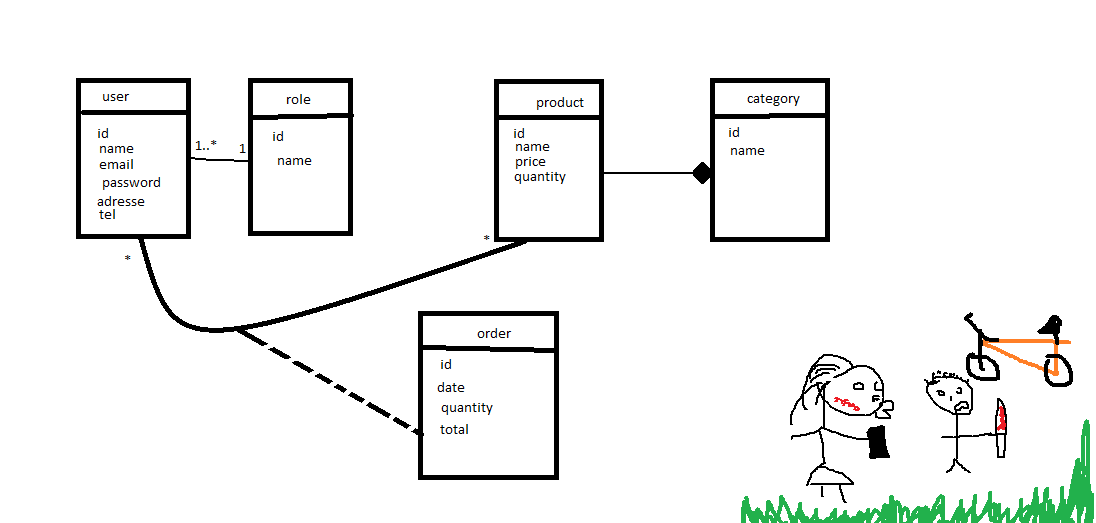 user
id
name
email
password
adresse
tel
1..*
1
role
id
name
product
id
name
price
quantity
category
id
name
*
*
order
id
date
quantity
total